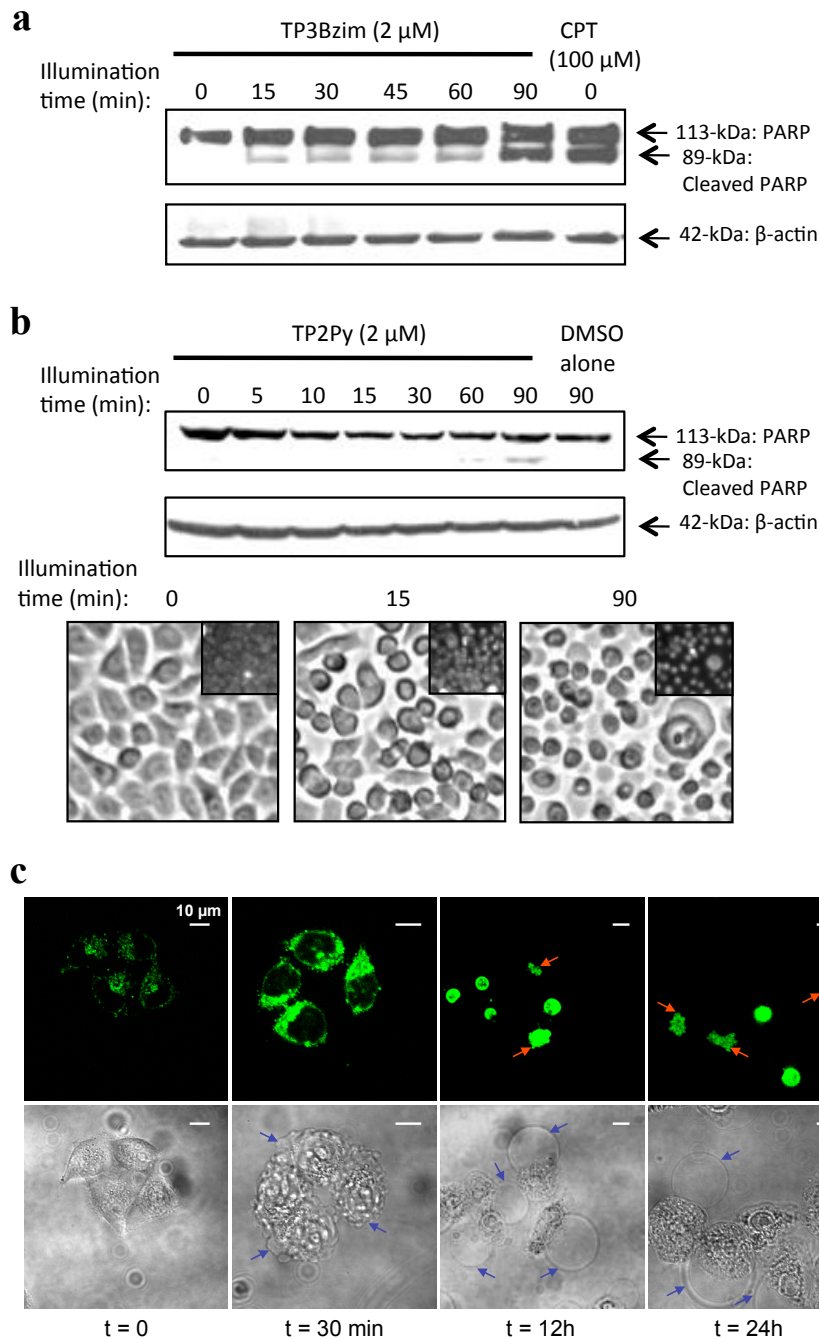 a
TP3Bzim (2 μM)
CPT
(100 μM)
Illumination
time (min):
0 15 30 45 60 90 0
113-kDa: PARP
89-kDa:
Cleaved PARP
42-kDa: β-actin
b
TP2Py (2 μM)
DMSO
alone
Illumination
time (min):
0 5 10 15 30 60 90 90
113-kDa: PARP
89-kDa:
Cleaved PARP
42-kDa: β-actin
Illumination
time (min): 0 15 90
c
10 μm
t = 0 t = 30 min t = 12h t = 24h